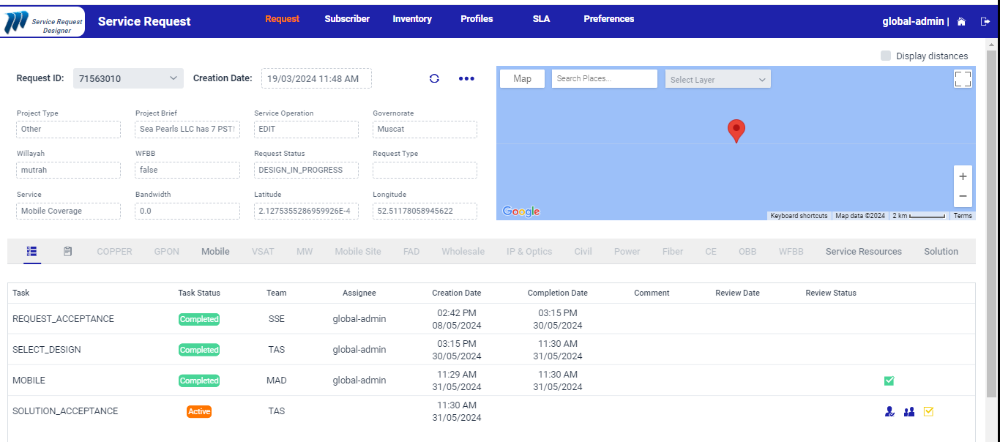 Service Request
Designer
Service Request
Request
Subscriber
Inventory
Profiles
SLA
Preferences
global-admin |
Display distances
Request ID:
71563010
Creation Date:
19/03/2024 11:48 AM
Map
Search Places...
Select Layer
Project Type
Project Brief
Service Operation
Governorate
Other
Sea Pearls LLC has 7 PST
EDIT
Muscat
Willayah
WFBB
Request Status
Request Type
mutrah
false
DESIGN_IN_PROGRESS
Service
Bandwidth
Latitude
Longitude
Mobile Coverage
0.0
2.1275355286959926E-4
52.51178058945622
+
−
Google
Keyboard shortcuts
Map data ©2024
2 km
Terms
COPPER
GPON
Mobile
VSAT
MW
Mobile Site
FAD
Wholesale
IP & Optics
Civil
Power
Fiber
CE
OBB
WFBB
Service Resources
Solution
Task
Task Status
Team
Assignee
Creation Date
Completion Date
Comment
Review Date
Review Status
REQUEST_ACCEPTANCE
Completed
SSE
global-admin
02:42 PM
08/05/2024
03:15 PM
30/05/2024
SELECT_DESIGN
Completed
TAS
global-admin
03:15 PM
30/05/2024
11:30 AM
31/05/2024
MOBILE
Completed
MAD
global-admin
11:29 AM
31/05/2024
11:30 AM
31/05/2024
SOLUTION_ACCEPTANCE
Active
TAS
11:30 AM
31/05/2024